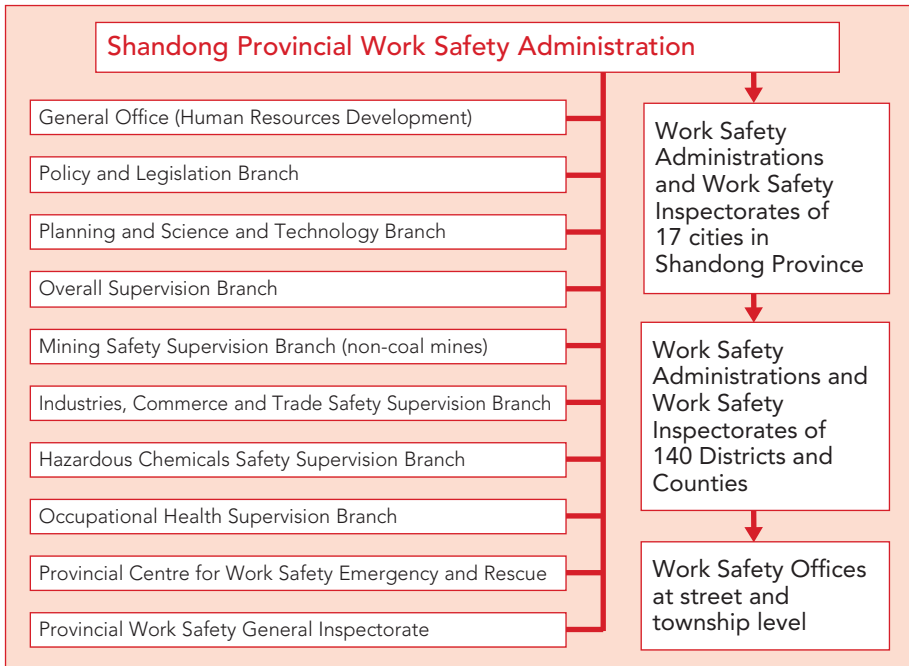 Shandong Provincial Work Safety Administration
General Office (Human Resources Development)
Policy and Legislation Branch
Planning and Science and Technology Branch
Overall Supervision Branch
Mining Safety Supervision Branch (non-coal mines)
Industries, Commerce and Trade Safety Supervision Branch
Hazardous Chemicals Safety Supervision Branch
Occupational Health Supervision Branch
Provincial Centre for Work Safety Emergency and Rescue
Provincial Work Safety General Inspectorate
Work Safety
Administrations
and Work Safety
Inspectorates of
17 cities in
Shandong Province
Work Safety
Administrations and
Work Safety
Inspectorates of
140 Districts and
Counties
Work Safety Offices
at street and
township level